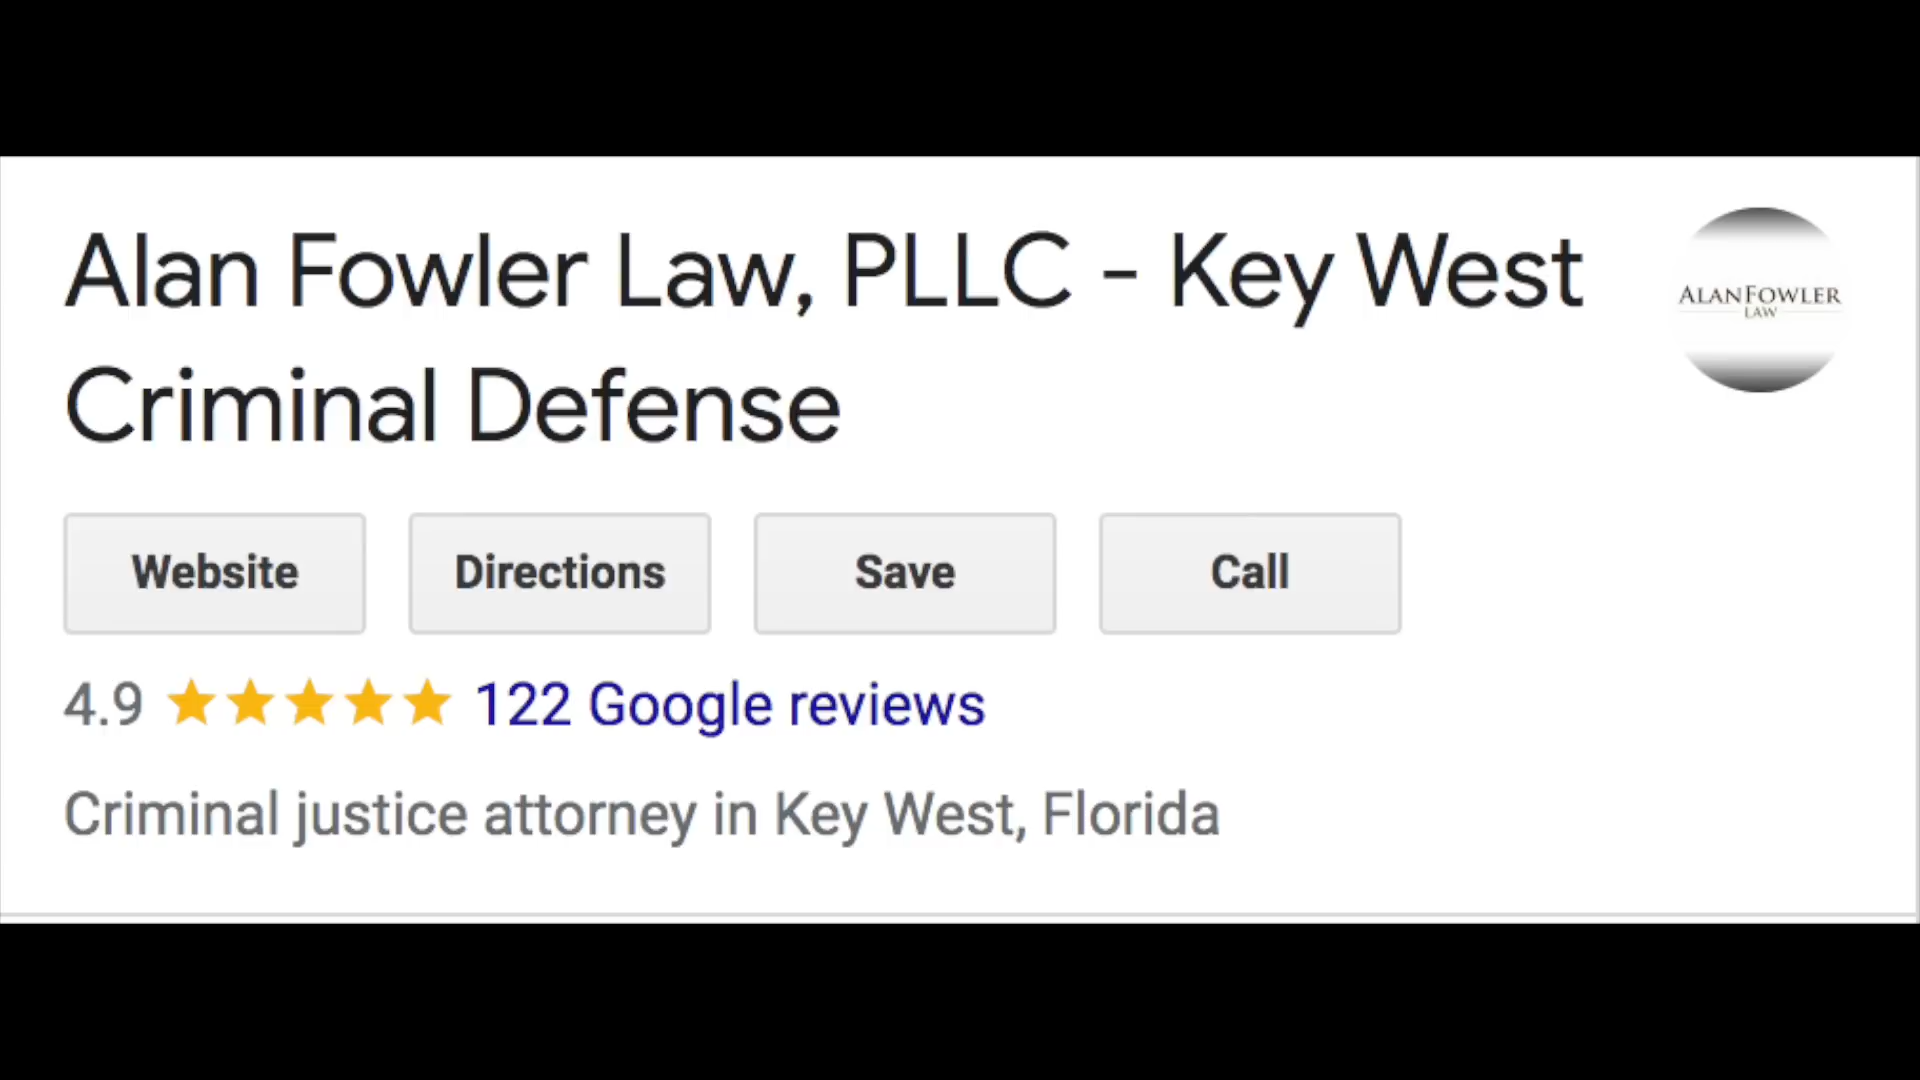 Alan Fowler Law, PLLC - Key West
Criminal Defense
ALANFOWLER
LAW
Website Directions Save Call
4.9 ★★★★★ 122 Google reviews
Criminal justice attorney in Key West, Florida